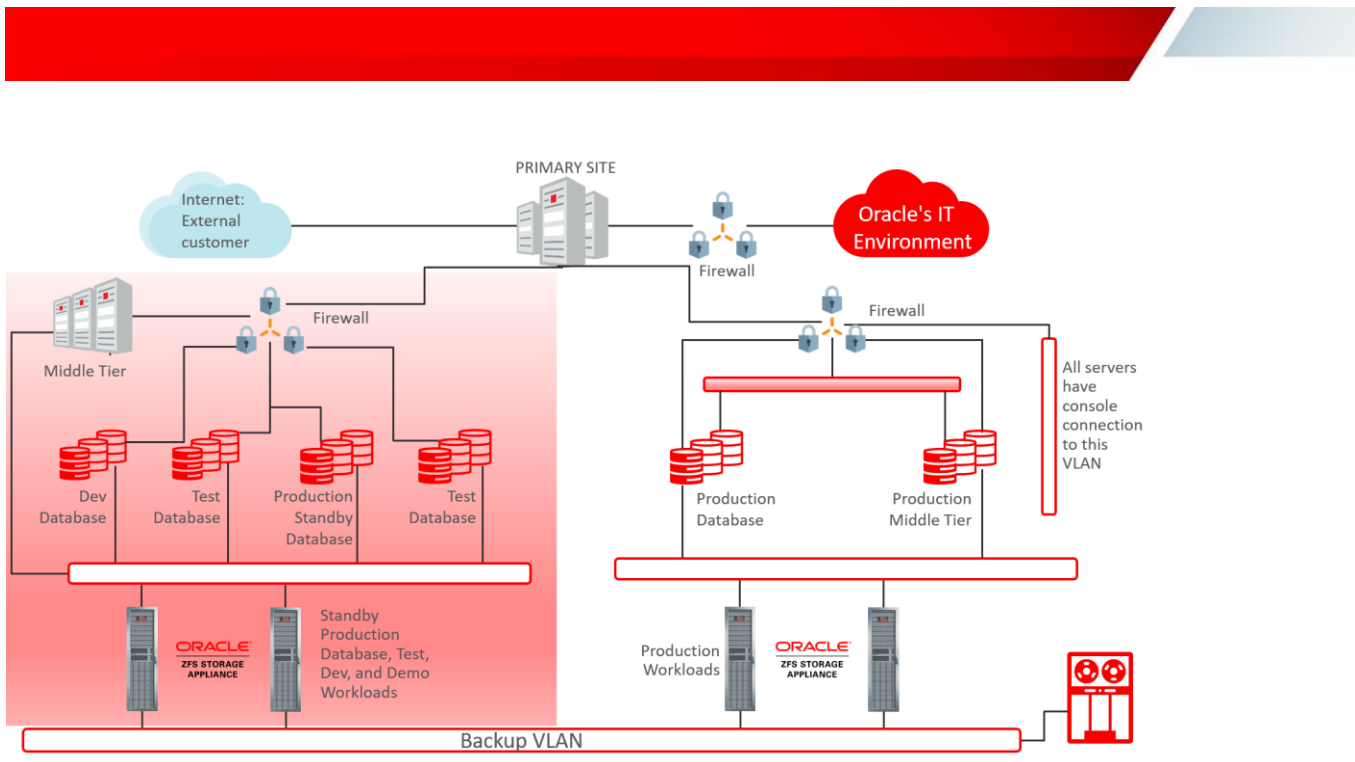 PRIMARY SITE
Internet:
External
customer
Oracle's IT
Environment
Firewall
Firewall
Middle Tier
Firewall
All servers
have
console
connection
to this
VLAN
Dev
Database
Test
Database
Production
Standby
Database
Test
Database
Production
Database
Production
Middle Tier
ORACLE
ZFS STORAGE
APPLIANCE
Standby
Production
Database, Test,
Dev, and Demo
Workloads
Production
Workloads
ORACLE
ZFS STORAGE
APPLIANCE
Backup VLAN